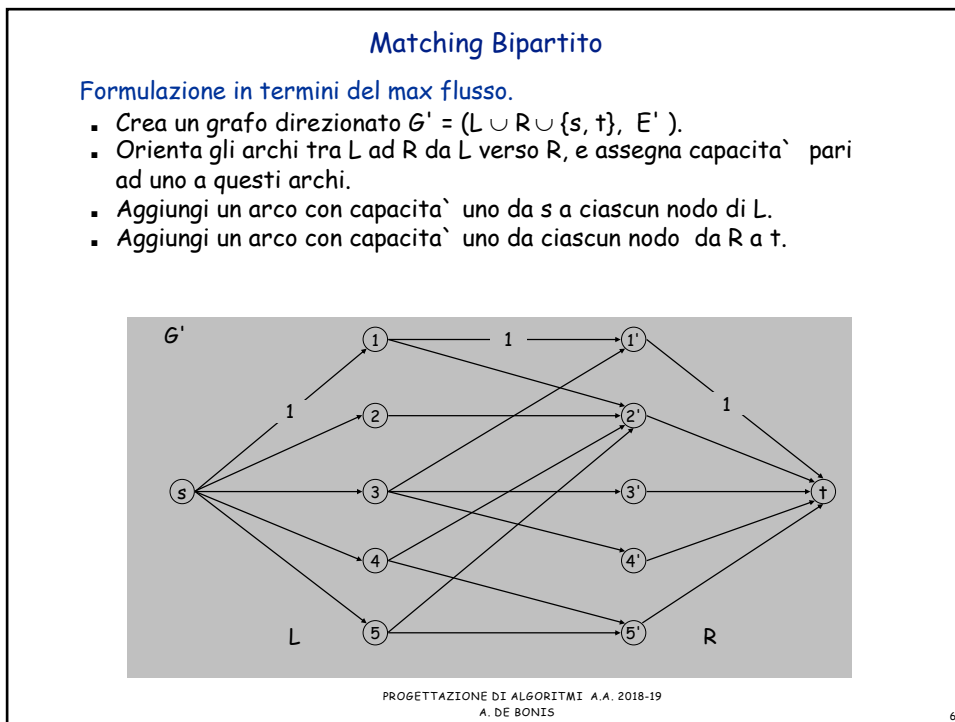 Matching Bipartito
Formulazione in termini del max flusso.
▪ Crea un grafo direzionato G' = (L ∪ R ∪ {s, t}, E' ).
▪ Orienta gli archi tra L ad R da L verso R, e assegna capacita` pari
ad uno a questi archi.
▪ Aggiungi un arco con capacita` uno da s a ciascun nodo di L.
▪ Aggiungi un arco con capacita` uno da ciascun nodo da R a t.
G'
1 1 1'
1 1
2 2'
s 3 3' t
4 4'
L 5 5' R
PROGETTAZIONE DI ALGORITMI A.A. 2018-19
A. DE BONIS
6